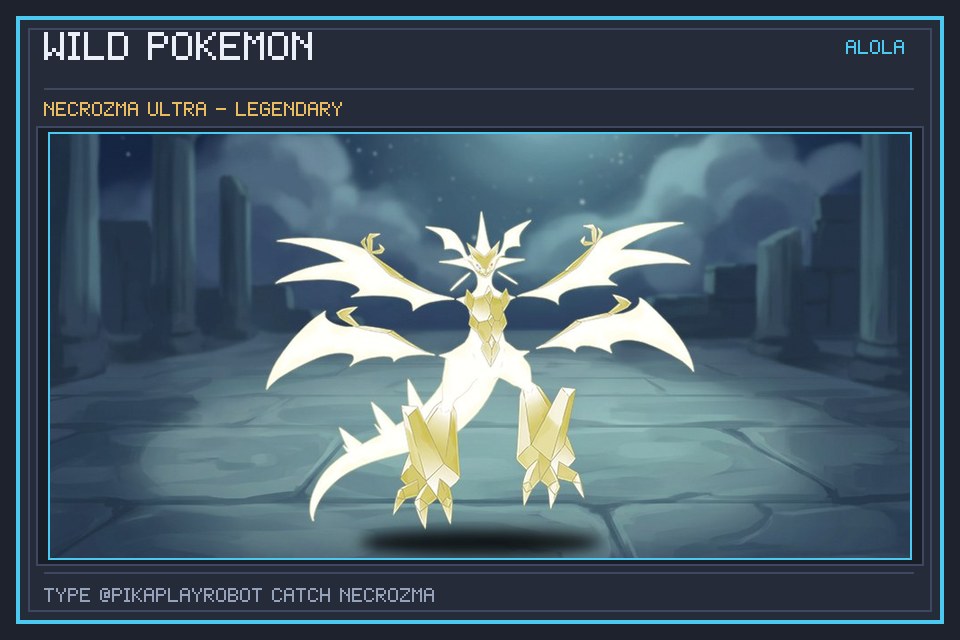 WILD POKEMON
ALOLA
NECROZMA ULTRA - LEGENDARY
TYPE @PIKAPLAYROBOT CATCH NECROZMA